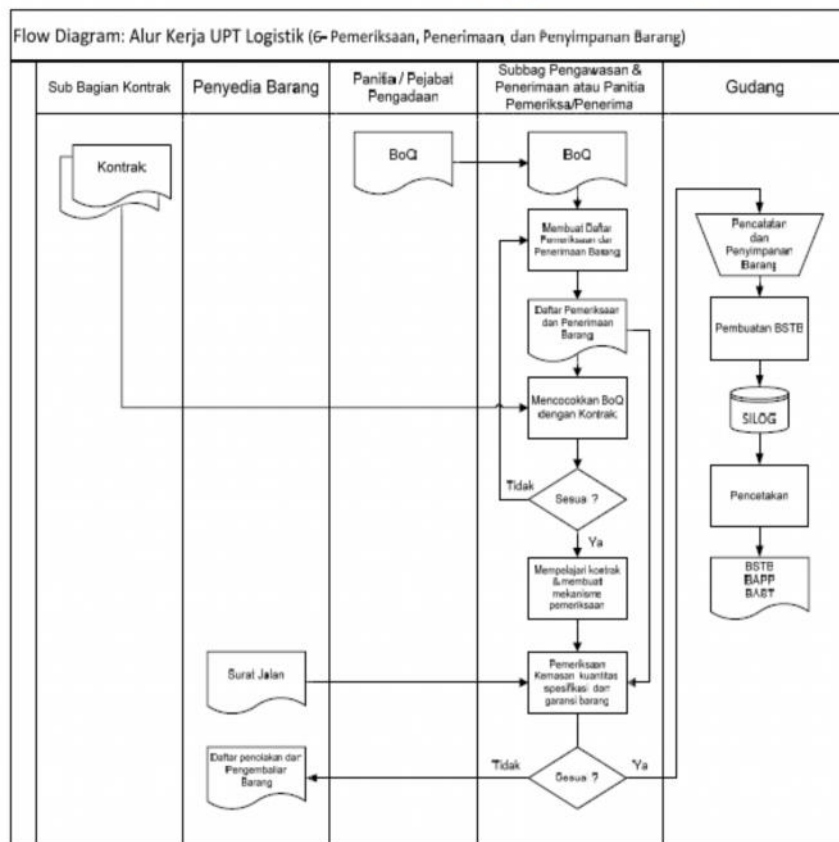 Flow Diagram: Alur Kerja UPT Logistik (6- Pemeriksaan, Penerimaan, dan Penyimpanan Barang)
Sub Bagian Kontrak
Penyedia Barang
Panitia / Pejabat
Pengadaan
Subbag Pengawasan &
Penerimaan atau Panitia
Pemeriksa/Penerima
Gudang
Kontrak
BoQ
BoQ
Membuat Daftar
Pemeriksaan dan
Penerimaan Barang
Daftar Pemeriksaan
dan Penerimaan
Barang
Mencocokkan BoQ
dengan Kontrak
Tidak
Sesuai ?
Ya
Mempelajari kontrak
& membuat
mekanisme
pemeriksaan
Surat Jalan
Pemeriksaan
Kemasan kuantitas
spesifikasi dan
garansi barang
Daftar penolakan dan
Pengembalian
Barang
Tidak
Sesuai ?
Ya
Pencatatan
dan
Penyimpanan
Barang
Pembuatan BSTB
SILOG
Pencetakan
BSTB
BAPP
BAST